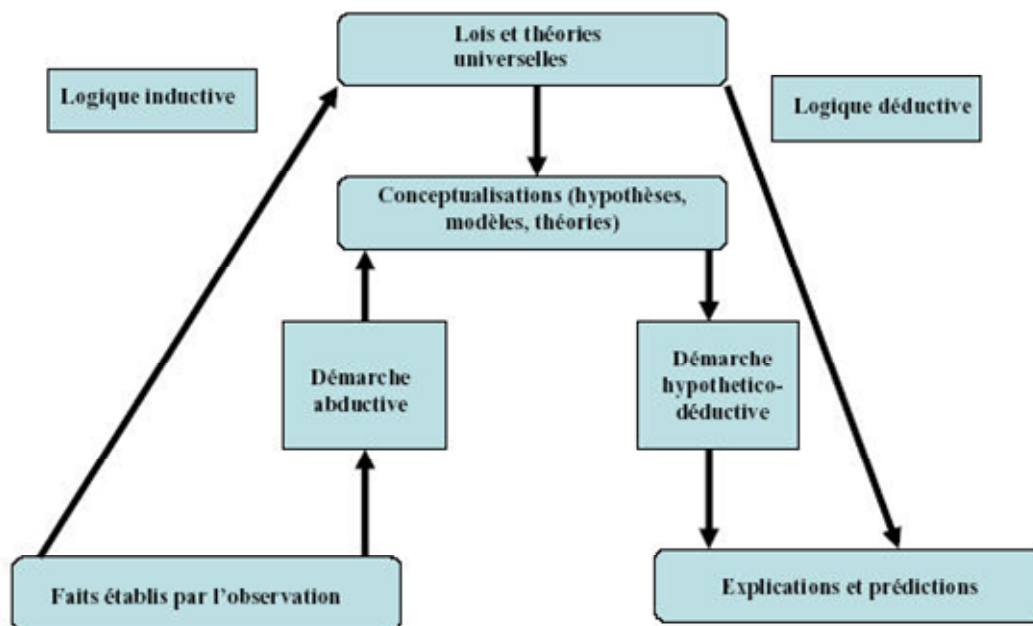 Lois et théories
universelles
Logique inductive
Logique déductive
Conceptualisations (hypothèses,
modèles, théories)
Démarche
abductive
Démarche
hypothetico-
déductive
Faits établis par l'observation
Explications et prédictions